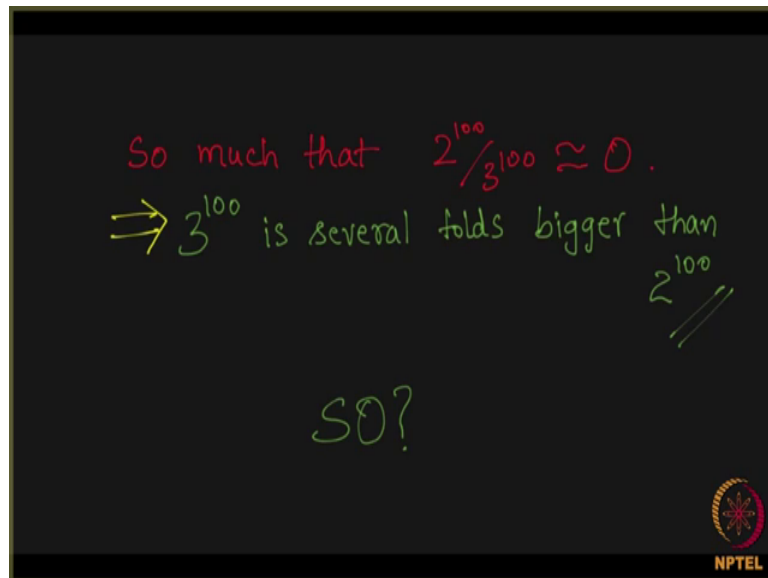 So much that 2^100/3^100 ≃ 0.
⇒ 3^100 is several folds bigger than
2^100
SO?
NPTEL